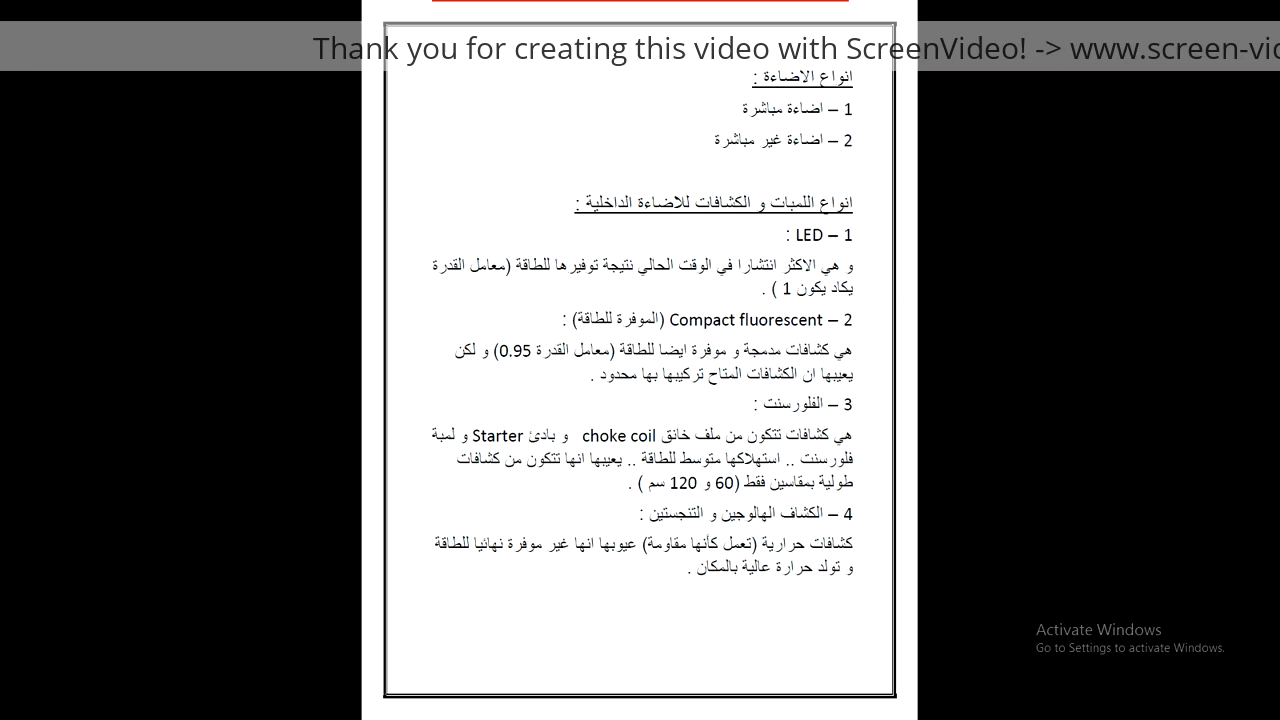 Thank you for creating this video with ScreenVideo! -> www.screen-vid
انواع الاضاءة :
1 – اضاءة مباشرة
2 – اضاءة غير مباشرة
انواع اللمبات و الكشافات للاضاءة الداخلية :
1 – LED :
و هي الاكثر انتشارا في الوقت الحالي نتيجة توفيرها للطاقة (معامل القدرة
يكاد يكون 1 ) .
2 – Compact fluorescent (الموفرة للطاقة) :
هي كشافات مدمجة و موفرة ايضا للطاقة (معامل القدرة 0.95) و لكن
يعيبها ان الكشافات المتاح تركيبها بها محدود .
3 – الفلورسنت :
هي كشافات تتكون من ملف خانق choke coil و بادئ Starter و لمبة
فلورسنت .. استهلاكها متوسط للطاقة .. يعيبها انها تتكون من كشافات
طولية بمقاسين فقط (60 و 120 سم ) .
4 – الكشاف الهالوجين و التنجستين :
كشافات حرارية (تعمل كأنها مقاومة) عيوبها انها غير موفرة نهائيا للطاقة
و تولد حرارة عالية بالمكان .
Activate Windows
Go to Settings to activate Windows.